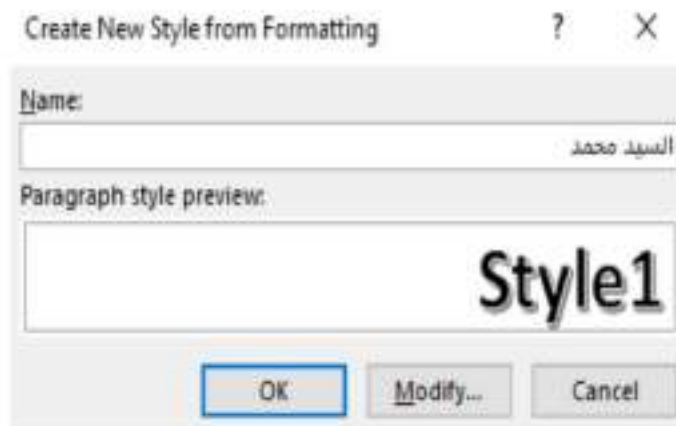 Create New Style from Formatting ? X
Name:
السيد محمد
Paragraph style preview:
Style1
OK Modify... Cancel